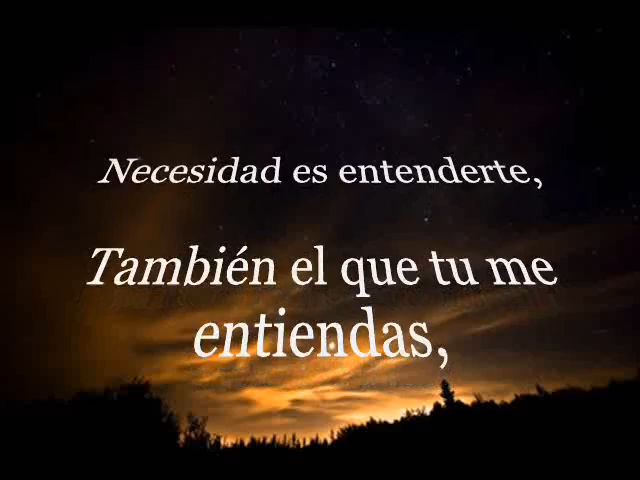 Necesidad es entenderte,
También el que tu me
entiendas,